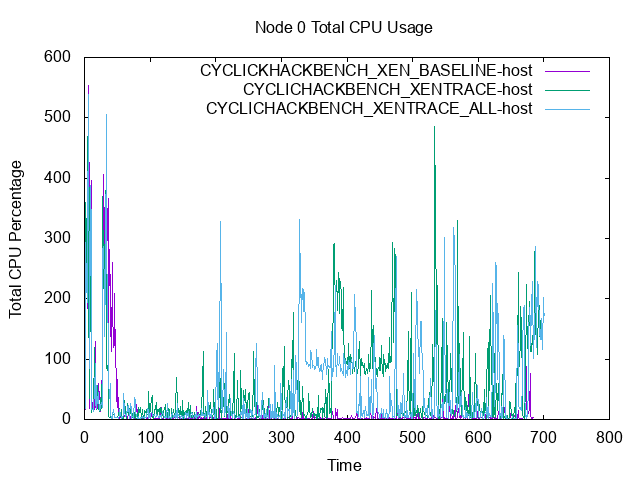 Node 0 Total CPU Usage
CYCLICKHACKBENCH_XEN_BASELINE-host
CYCLICHACKBENCH_XENTRACE-host
CYCLICHACKBENCH_XENTRACE_ALL-host
Total CPU Percentage
600
500
400
300
200
100
0
0 100 200 300 400 500 600 700 800
Time